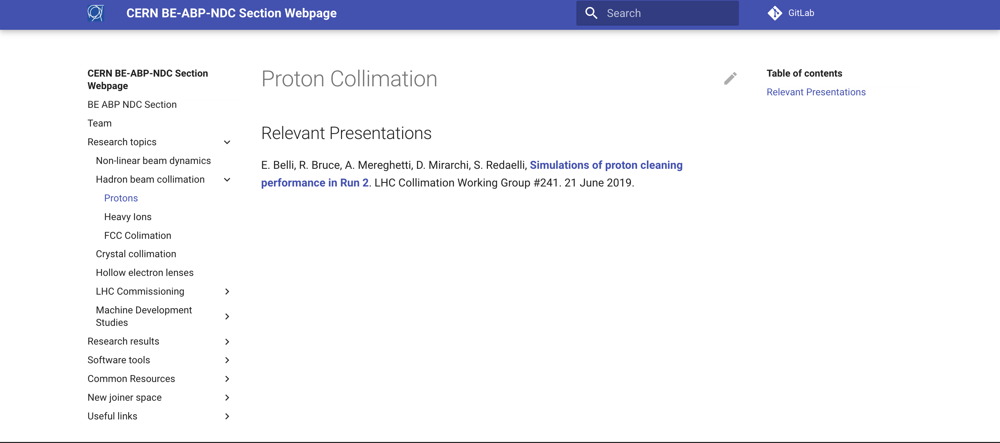 CERN BE-ABP-NDC Section Webpage
Search
GitLab
CERN BE-ABP-NDC Section
Webpage
BE ABP NDC Section
Team
Research topics
Non-linear beam dynamics
Hadron beam collimation
Protons
Heavy Ions
FCC Colimation
Crystal collimation
Hollow electron lenses
LHC Commissioning
Machine Development
Studies
Research results
Software tools
Common Resources
New joiner space
Useful links
Proton Collimation
Relevant Presentations
E. Belli, R. Bruce, A. Mereghetti, D. Mirarchi, S. Redaelli, Simulations of proton cleaning
performance in Run 2. LHC Collimation Working Group #241. 21 June 2019.
Table of contents
Relevant Presentations